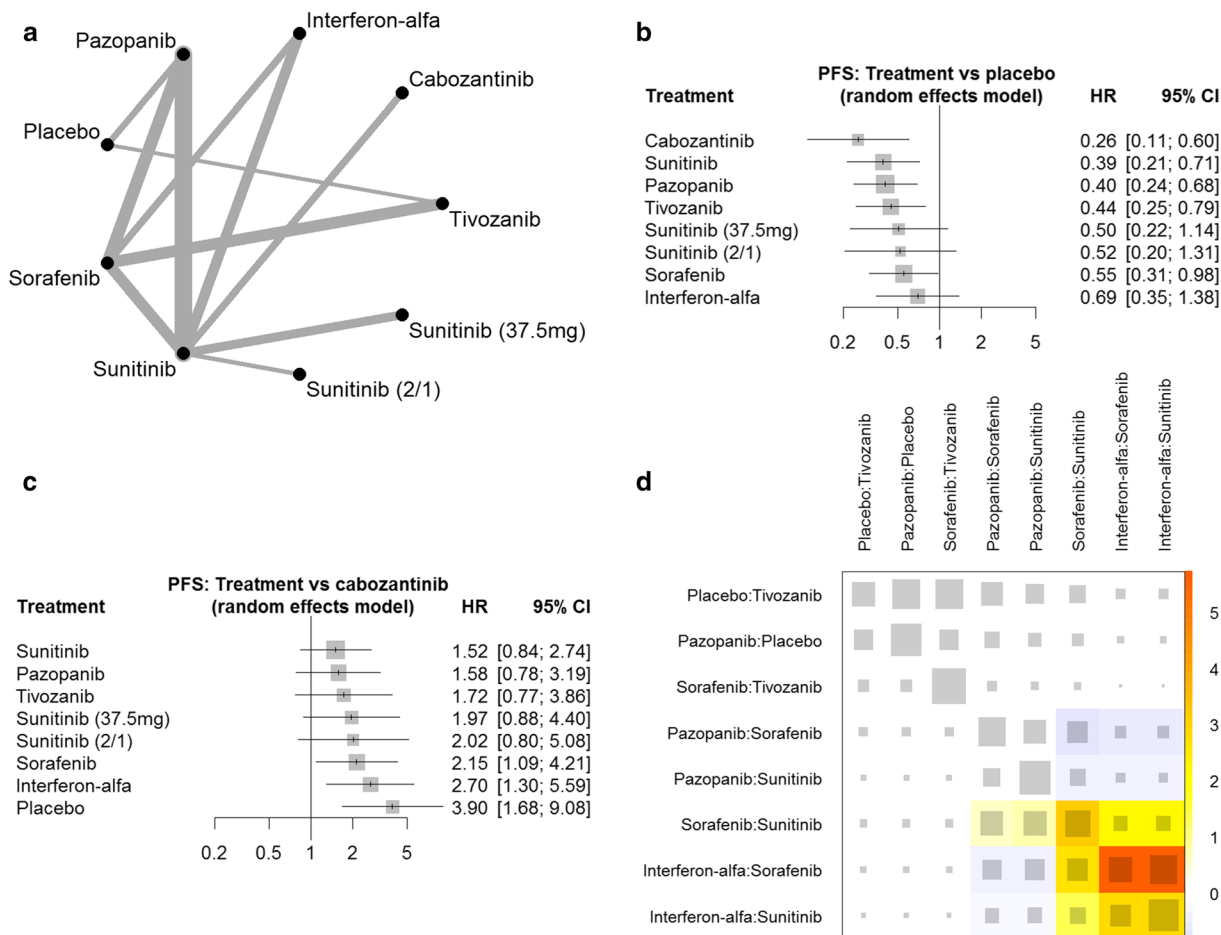 a
Interferon-alfa
Pazopanib
Cabozantinib
Placebo
Tivozanib
Sorafenib
Sunitinib (37.5mg)
Sunitinib
Sunitinib (2/1)
b
PFS: Treatment vs placebo
Treatment (random effects model) HR 95% CI
Cabozantinib 0.26 [0.11; 0.60]
Sunitinib 0.39 [0.21; 0.71]
Pazopanib 0.40 [0.24; 0.68]
Tivozanib 0.44 [0.25; 0.79]
Sunitinib (37.5mg) 0.50 [0.22; 1.14]
Sunitinib (2/1) 0.52 [0.20; 1.31]
Sorafenib 0.55 [0.31; 0.98]
Interferon-alfa 0.69 [0.35; 1.38]
0.2 0.5 1 2 5
c
PFS: Treatment vs cabozantinib
Treatment (random effects model) HR 95% CI
Sunitinib 1.52 [0.84; 2.74]
Pazopanib 1.58 [0.78; 3.19]
Tivozanib 1.72 [0.77; 3.86]
Sunitinib (37.5mg) 1.97 [0.88; 4.40]
Sunitinib (2/1) 2.02 [0.80; 5.08]
Sorafenib 2.15 [1.09; 4.21]
Interferon-alfa 2.70 [1.30; 5.59]
Placebo 3.90 [1.68; 9.08]
0.2 0.5 1 2 5
d
Placebo:Tivozanib
Pazopanib:Placebo
Sorafenib:Tivozanib
Pazopanib:Sorafenib
Pazopanib:Sunitinib
Sorafenib:Sunitinib
Interferon-alfa:Sorafenib
Interferon-alfa:Sunitinib
Placebo:Tivozanib
Pazopanib:Placebo
Sorafenib:Tivozanib
Pazopanib:Sorafenib
Pazopanib:Sunitinib
Sorafenib:Sunitinib
Interferon-alfa:Sorafenib
Interferon-alfa:Sunitinib
5
4
3
2
1
0